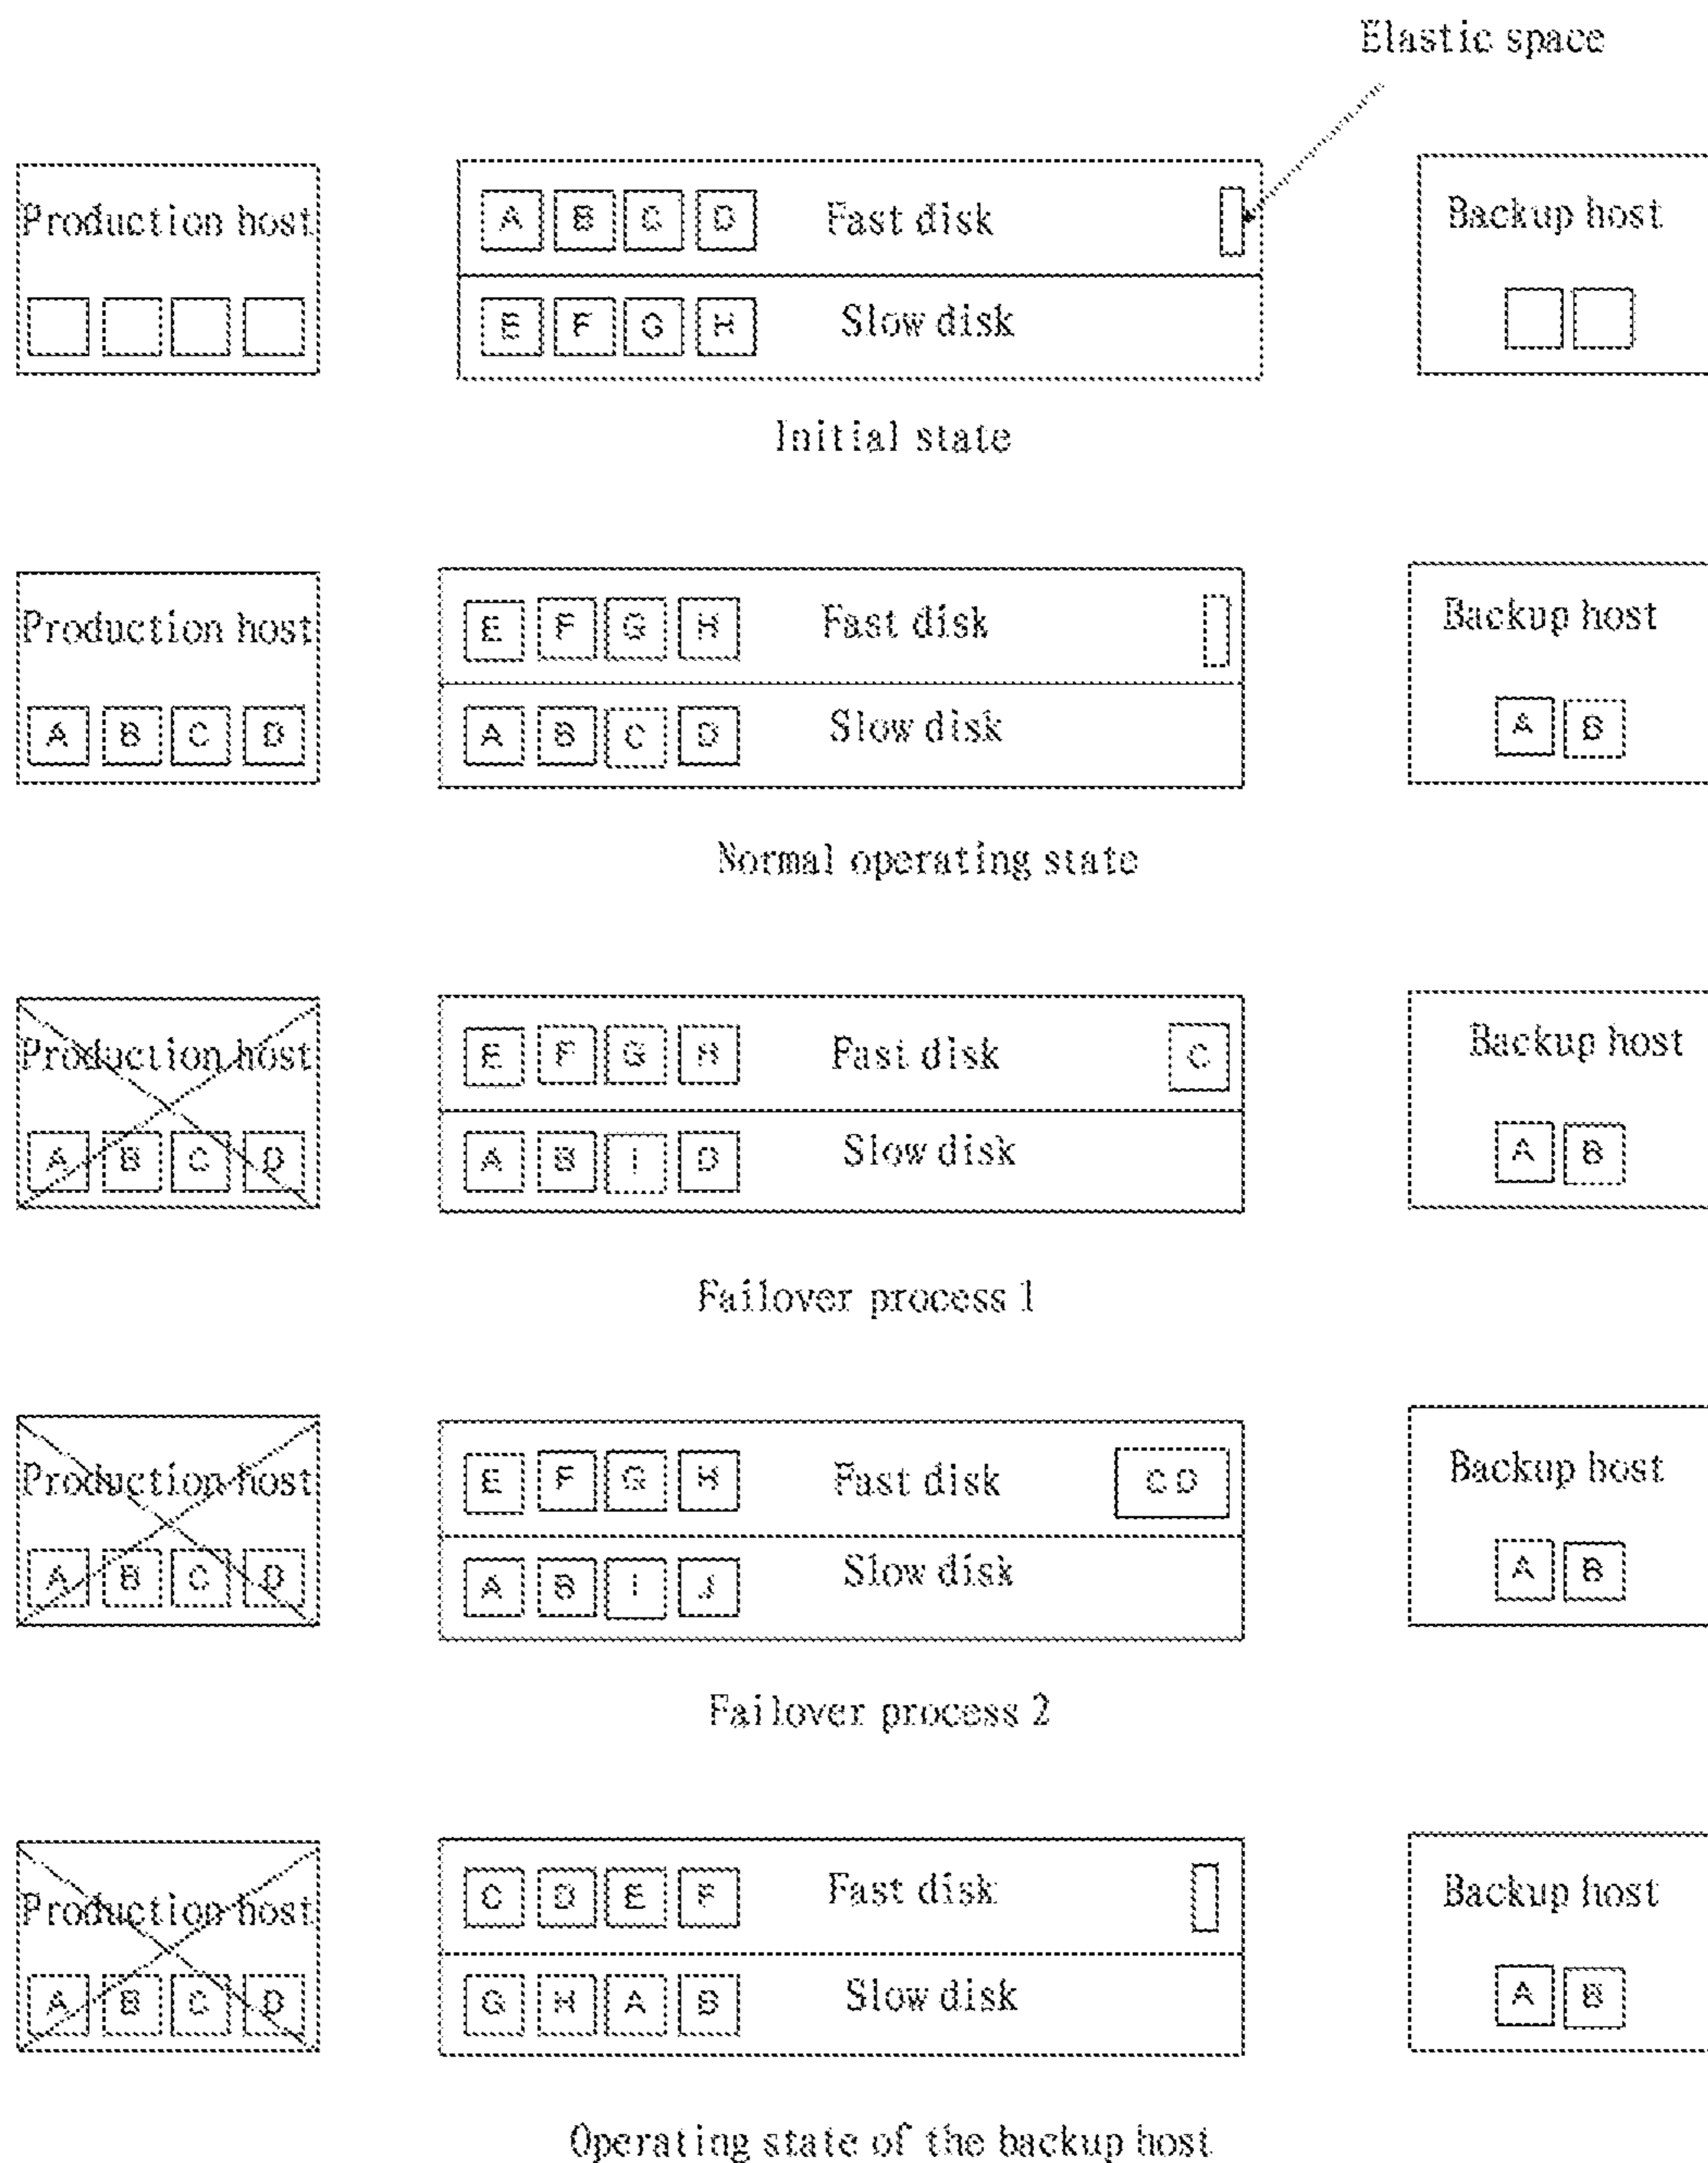 Elastic space
Production host
A B C D Fast disk
Backup host
E F G H Slow disk
Initial state
Production host
E F G H Fast disk
Backup host
A B C D
A B C D Slow disk
A B
Normal operating state
Production host
E F G H Fast disk C
Backup host
A B C D
A B I D Slow disk
A B
Failover process 1
Production host
E F G H Fast disk C D
Backup host
A B C D
A B I J Slow disk
A B
Failover process 2
Production host
C D E F Fast disk
Backup host
A B C D
G H A B Slow disk
A B
Operating state of the backup host